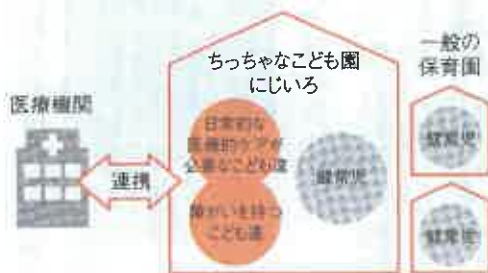 ちっちゃなこども園
にじいろ
一般の
保育園
医療機関
日常的な
医療的ケアが
必要なこども達
健常児
健常児
連携
障がいを持つ
こども達
健常児